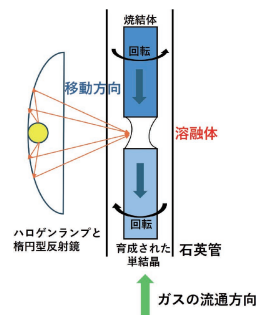 焼結体
回転
移動方向
溶融体
ハロゲンランプと
楕円型反射鏡
回転
育成された
単結晶
石英管
ガスの流通方向